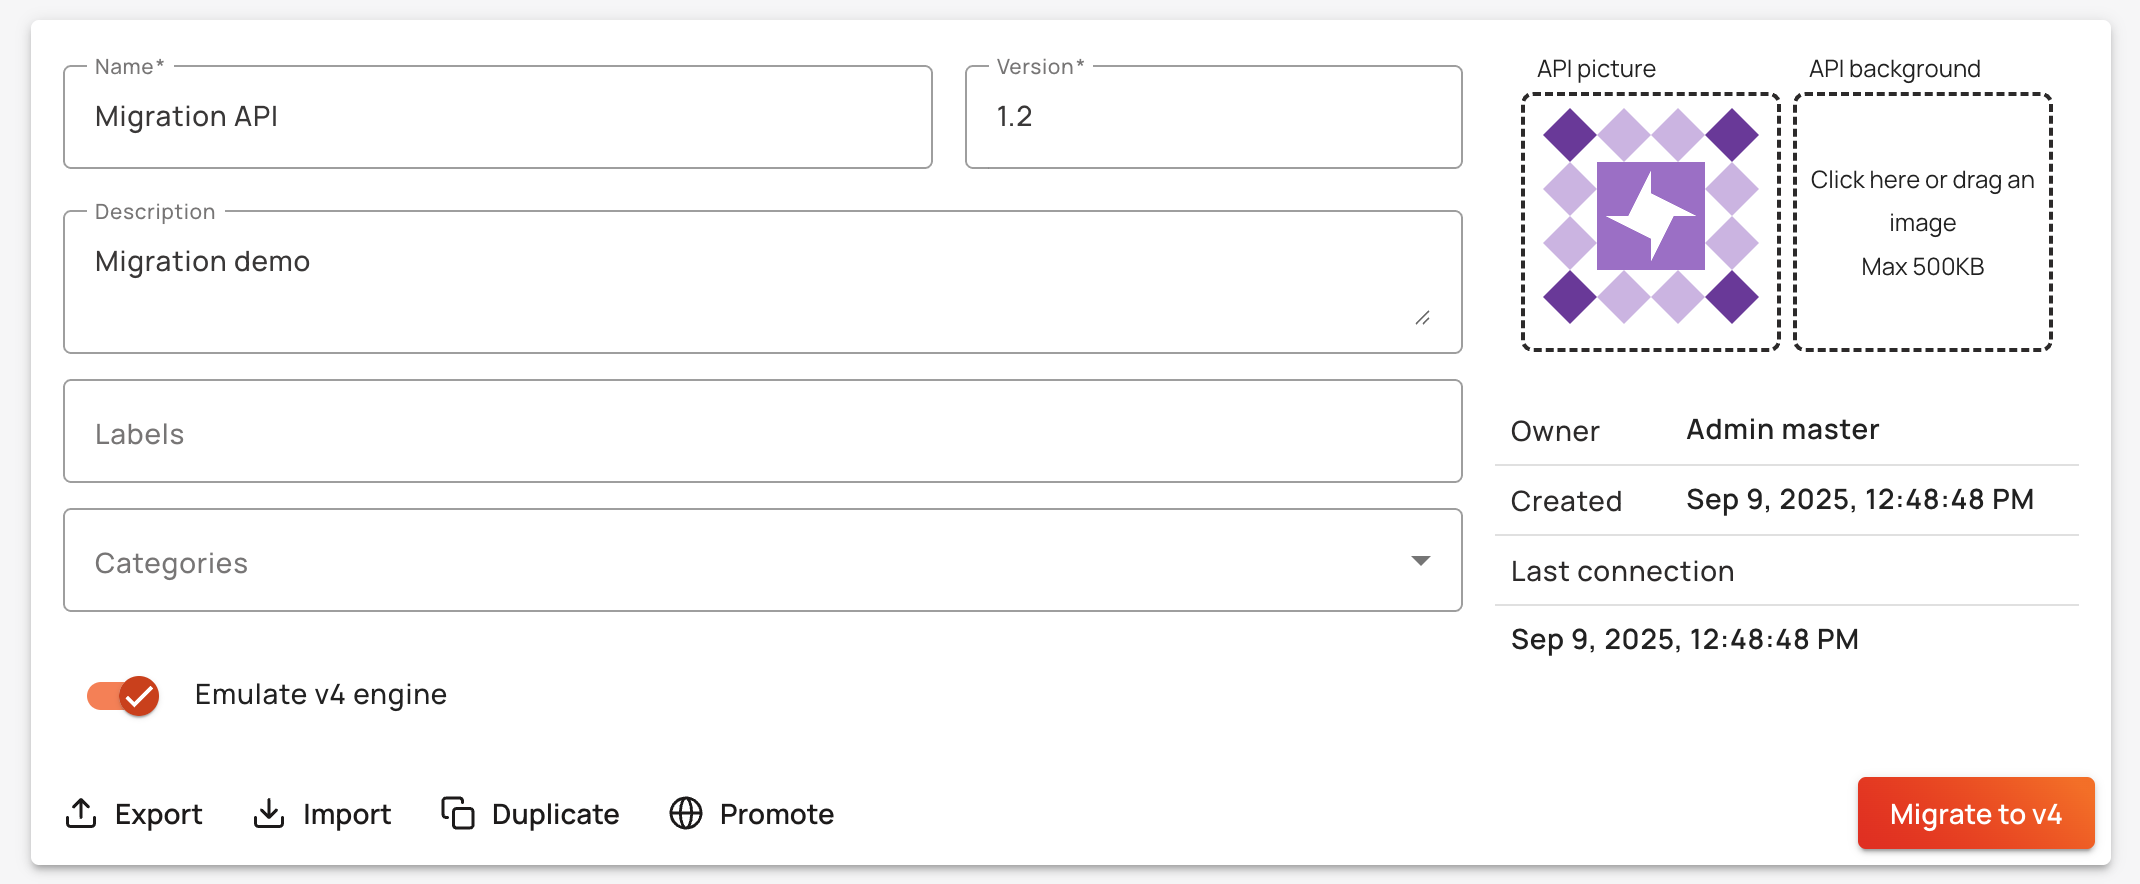 Name*
Migration API
Version*
1.2
Description
Migration demo
Labels
Categories
Emulate v4 engine
Export
Import
Duplicate
Promote
API picture
API background
Click here or drag an
image
Max 500KB
Owner
Admin master
Created
Sep 9, 2025, 12:48:48 PM
Last connection
Sep 9, 2025, 12:48:48 PM
Migrate to v4